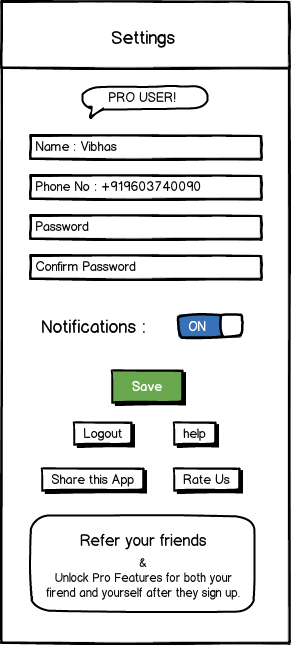 Settings
PRO USER!
Name : Vibhas
Phone No : +919603740090
Password
Confirm Password
Notifications :
ON
Save
Logout
help
Share this App
Rate Us
Refer your friends
&
Unlock Pro Features for both your
firend and yourself after they sign up.